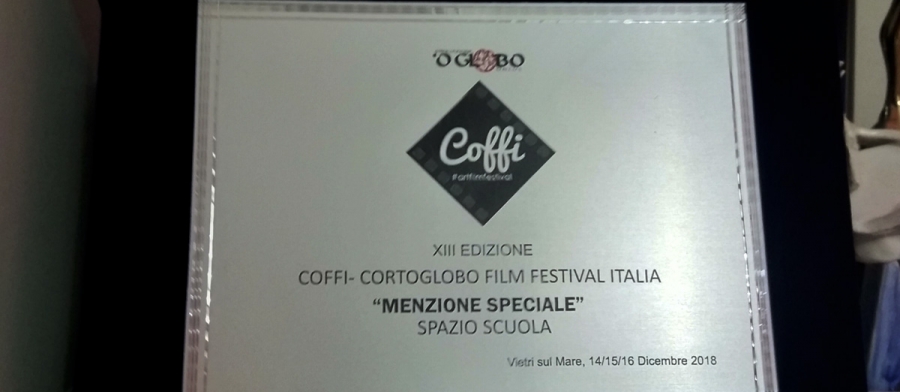 'O GLOBO
Coffi
#artfilmfestival
XIII EDIZIONE
COFFI- CORTOGLOBO FILM FESTIVAL ITALIA
“MENZIONE SPECIALE”
SPAZIO SCUOLA
Vietri sul Mare, 14/15/16 Dicembre 2018